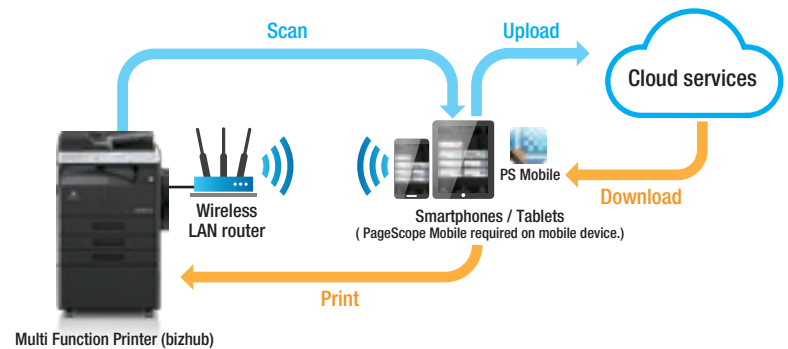 Scan
Upload
Cloud services
PS Mobile
Download
Wireless
LAN router
Smartphones / Tablets
( PageScope Mobile required on mobile device.)
Print
Multi Function Printer (bizhub)